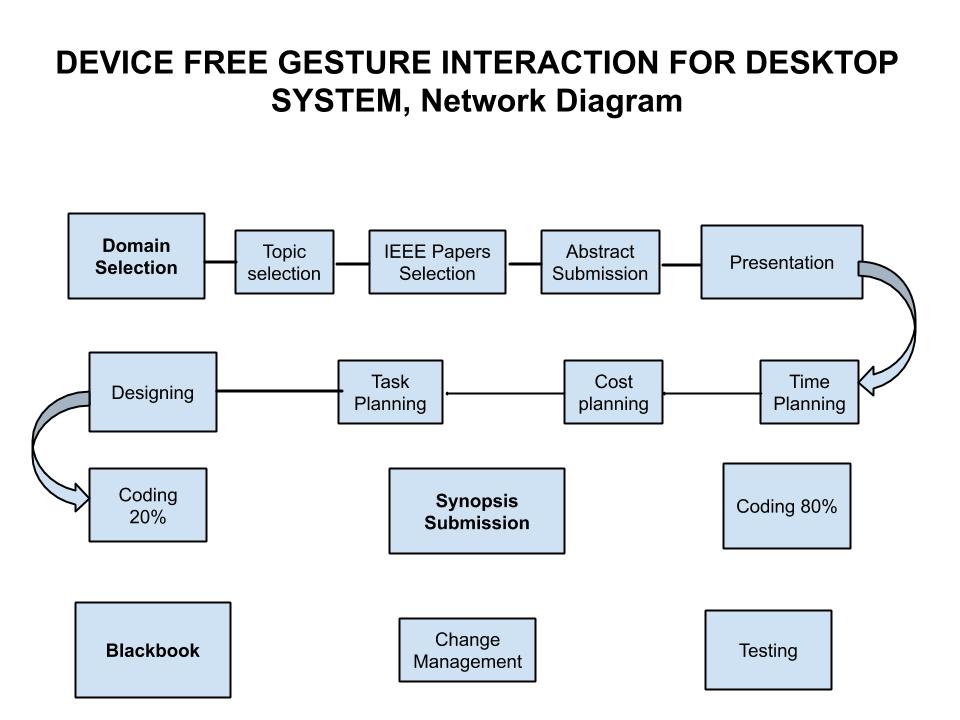 DEVICE FREE GESTURE INTERACTION FOR DESKTOP
SYSTEM, Network Diagram
Domain
Selection
Topic
selection
IEEE Papers
Selection
Abstract
Submission
Presentation
Designing
Task
Planning
Cost
planning
Time
Planning
Coding
20%
Synopsis
Submission
Coding 80%
Blackbook
Change
Management
Testing